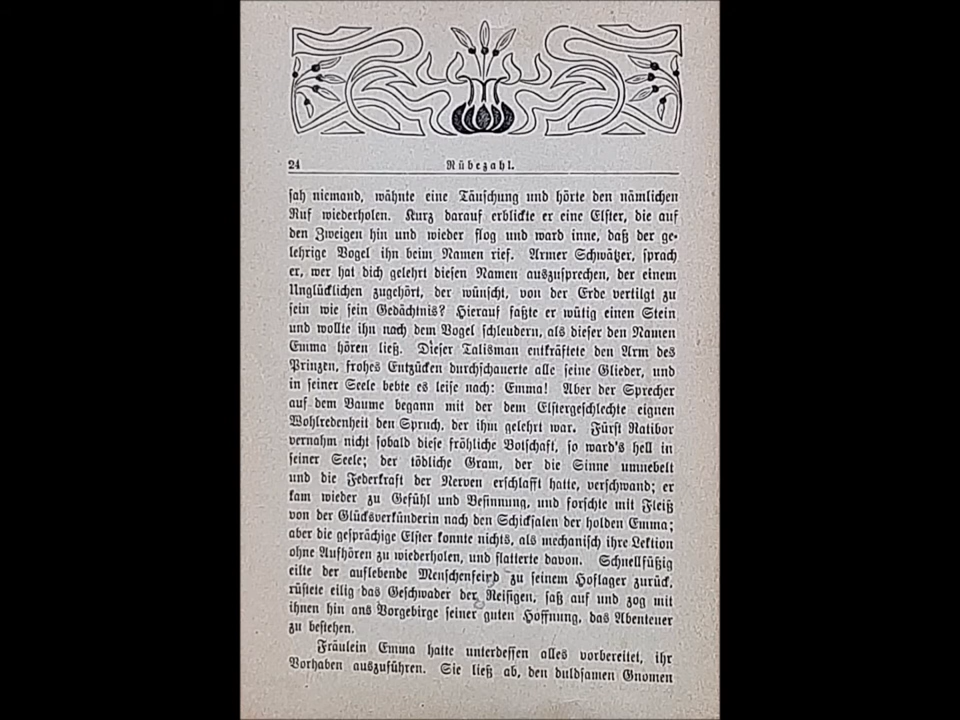 24
Rübezahl.
sah niemand, wähnte eine Täuschung und hörte den nämlichen
Ruf wiederholen. Kurz darauf erblickte er eine Elster, die auf
den Zweigen hin und wieder flog und ward inne, daß der ge-
lehrige Vogel ihn beim Namen rief. Armer Schwätzer, sprach
er, wer hat dich gelehrt diesen Namen auszusprechen, der einem
Unglücklichen zugehört, der wünscht, von der Erde vertilgt zu
sein wie sein Gedächtnis? Hierauf faßte er wütig einen Stein
und wollte ihn nach dem Vogel schleudern, als dieser den Namen
Emma hören ließ. Dieser Talisman entkräftete den Arm des
Prinzen, frohes Entzücken durchschauerte alle seine Glieder, und
in seiner Seele bebte es leise nach: Emma! Aber der Sprecher
auf dem Baume begann mit der dem Elstergeschlechte eignen
Wohlredenheit den Spruch, der ihm gelehrt war. Fürst Ratibor
vernahm nicht sobald diese fröhliche Botschaft, so ward's hell in
seiner Seele; der tödliche Gram, der die Sinne umnebelt
und die Federkraft der Nerven erschlafft hatte, verschwand; er
kam wieder zu Gefühl und Besinnung, und forschte mit Fleiß
von der Glücksverkünderin nach den Schicksalen der holden Emma;
aber die gesprächige Elster konnte nichts, als mechanisch ihre Lektion
ohne Aufhören zu wiederholen, und flatterte davon. Schnellfüßig
eilte der auflebende Menschenfeind zu seinem Hoflager zurück,
rüstete eilig das Geschwader der Reisigen, saß auf und zog mit
ihnen hin ans Vorgebirge seiner guten Hoffnung, das Abenteuer
zu bestehen.
Fräulein Emma hatte unterdessen alles vorbereitet, ihr
Vorhaben auszuführen. Sie ließ ab, den duldsamen Gnomen